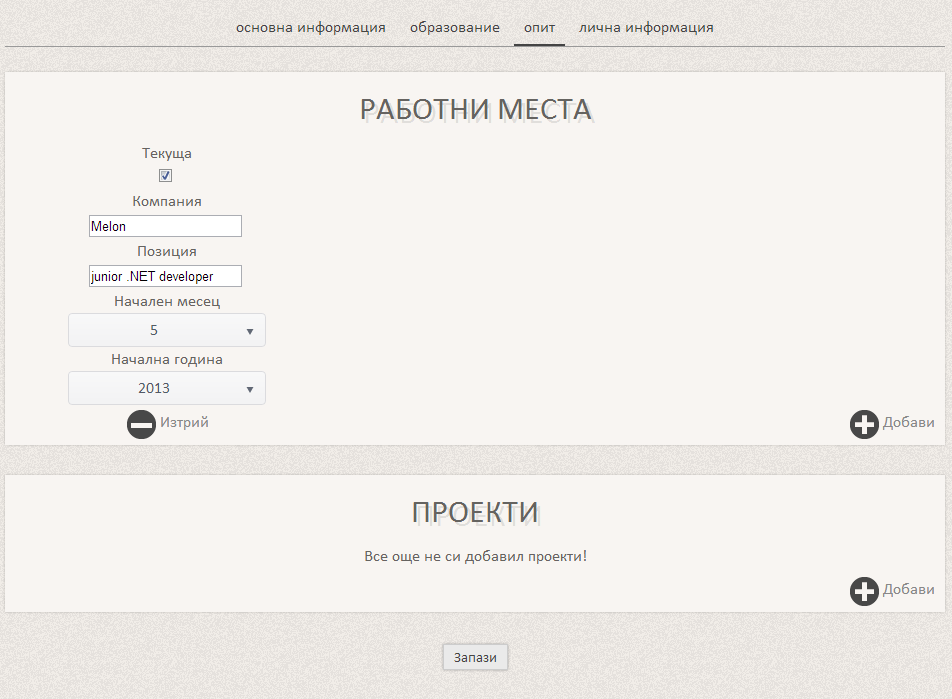 основна информация образование опит лична информация
РАБОТНИ МЕСТА
Текуща
Компания
Melon
Позиция
junior .NET developer
Начален месец
5
Начална година
2013
Изтрий
Добави
ПРОЕКТИ
Все още не си добавил проекти!
Добави
Запази